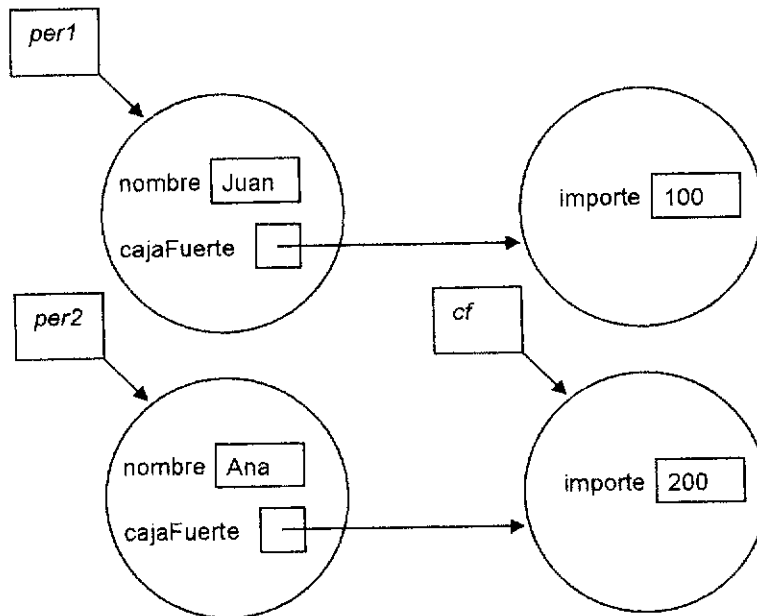 per1
nombre Juan
cajaFuerte
importe 100
per2
cf
nombre Ana
cajaFuerte
importe 200